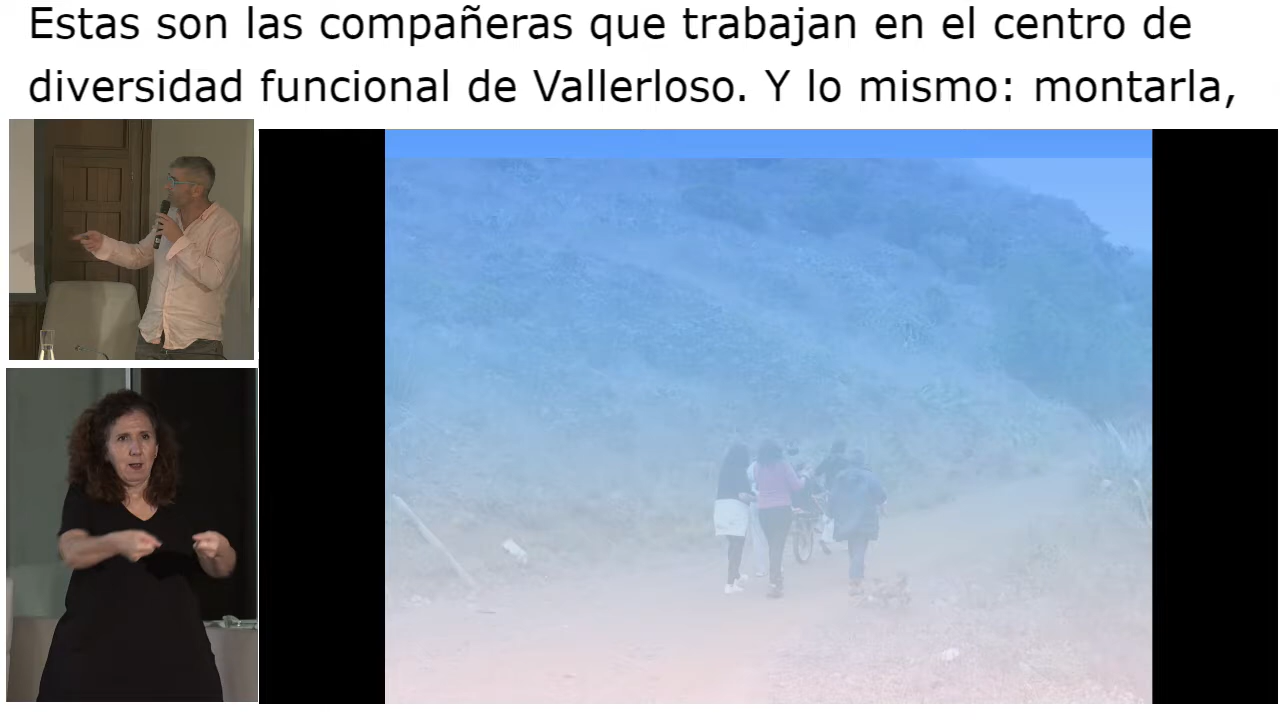 Estas son las compañeras que trabajan en el centro de
diversidad funcional de Vallerloso. Y lo mismo: montarla,